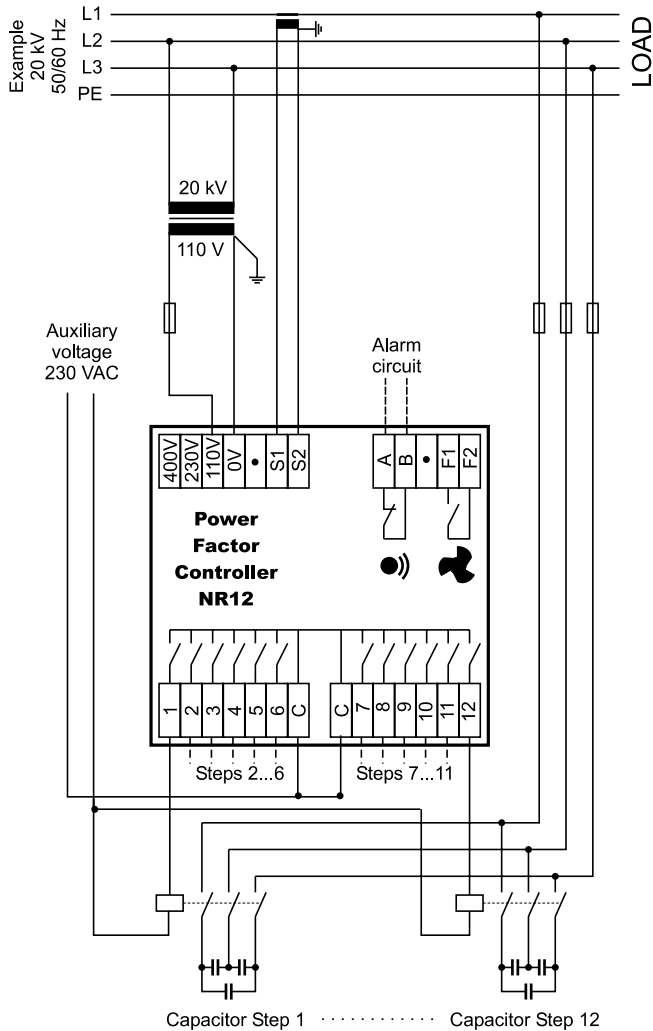 Example
20 kV
50/60 Hz
L1
L2
L3
PE
LOAD
20 kV
110 V
Auxiliary
voltage
230 VAC
Alarm
circuit
400V
230V
110V
0V
•
S1
S2
A
B
•
F1
F2
Power
Factor
Controller
NR12
1
2
3
4
5
6
C
C
7
8
9
10
11
12
Steps 2...6
Steps 7...11
Capacitor Step 1 ............ Capacitor Step 12